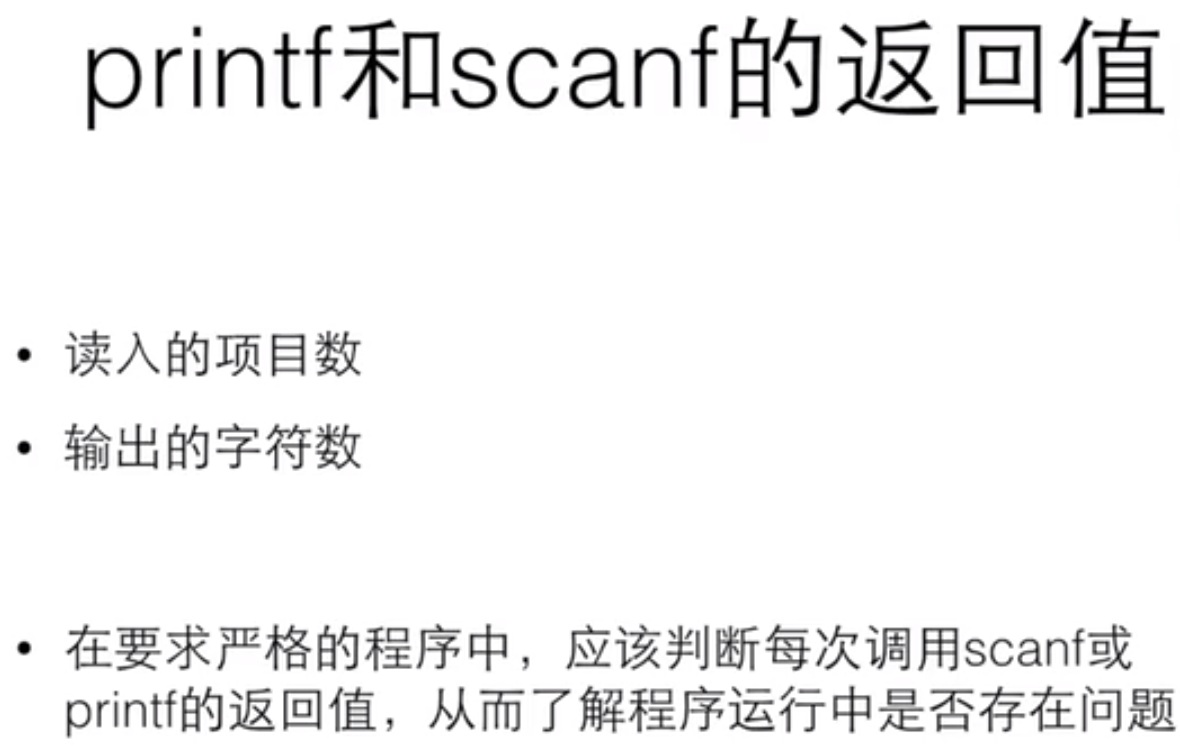 printf和scanf的返回值
• 读入的项目数
• 输出的字符数
• 在要求严格的程序中，应该判断每次调用scanf或
printf的返回值，从而了解程序运行中是否存在问题